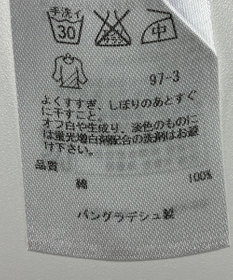 手洗イ
30
中
97-3
よくすすぎ、しぼりのあとすぐ
に干すこと。
オフ白や生成り、淡色のものに
は蛍光増白剤配合の洗剤はお避
け下さい。
品質
綿 100%
バングラデシュ製